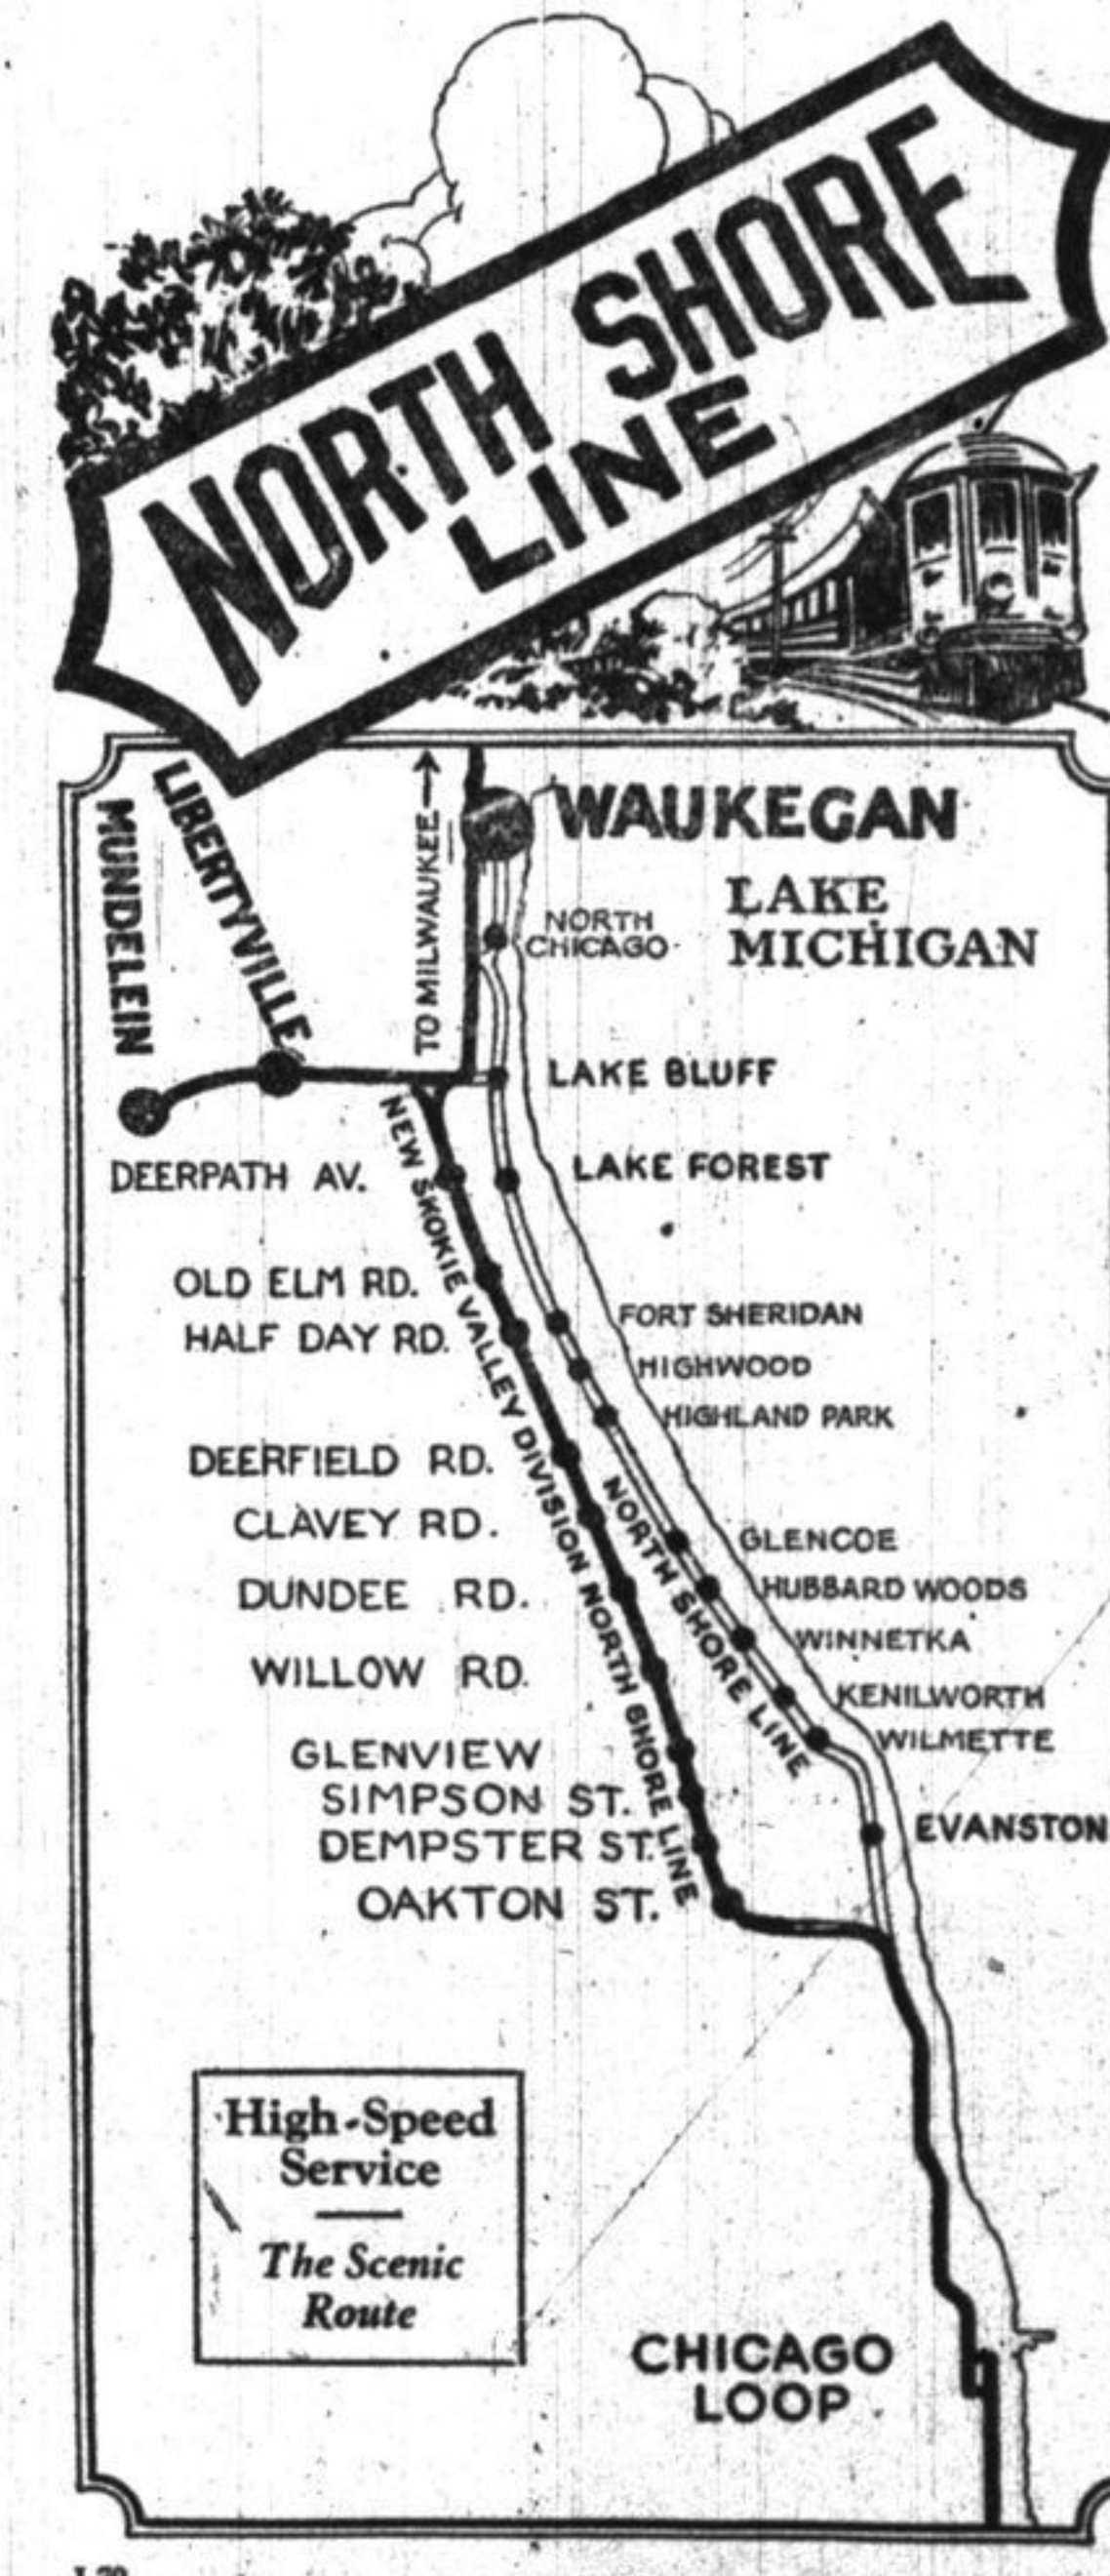 NORTH SHORE
LINE
MUNDELEIN
LIBERTYVILLE
TO MILWAUKEE
WAUKEGAN
LAKE
MICHIGAN
NORTH
CHICAGO
LAKE BLUFF
DEERPATH AV.
LAKE FOREST
NEW SKOKIE VALLEY DIVISION NORTH SHORE LINE
OLD ELM RD.
HALF DAY RD.
FORT SHERIDAN
HIGHWOOD
HIGHLAND PARK
DEERFIELD RD.
CLAVEY RD.
DUNDEE RD.
WILLOW RD.
NORTH SHORE LINE
GLENCOE
HUBBARD WOODS
WINNETKA
KENILWORTH
WILMETTE
GLENVIEW
SIMPSON ST.
DEMPSTER ST.
OAKTON ST.
EVANSTON
High-Speed
Service
The Scenic
Route
CHICAGO
LOOP